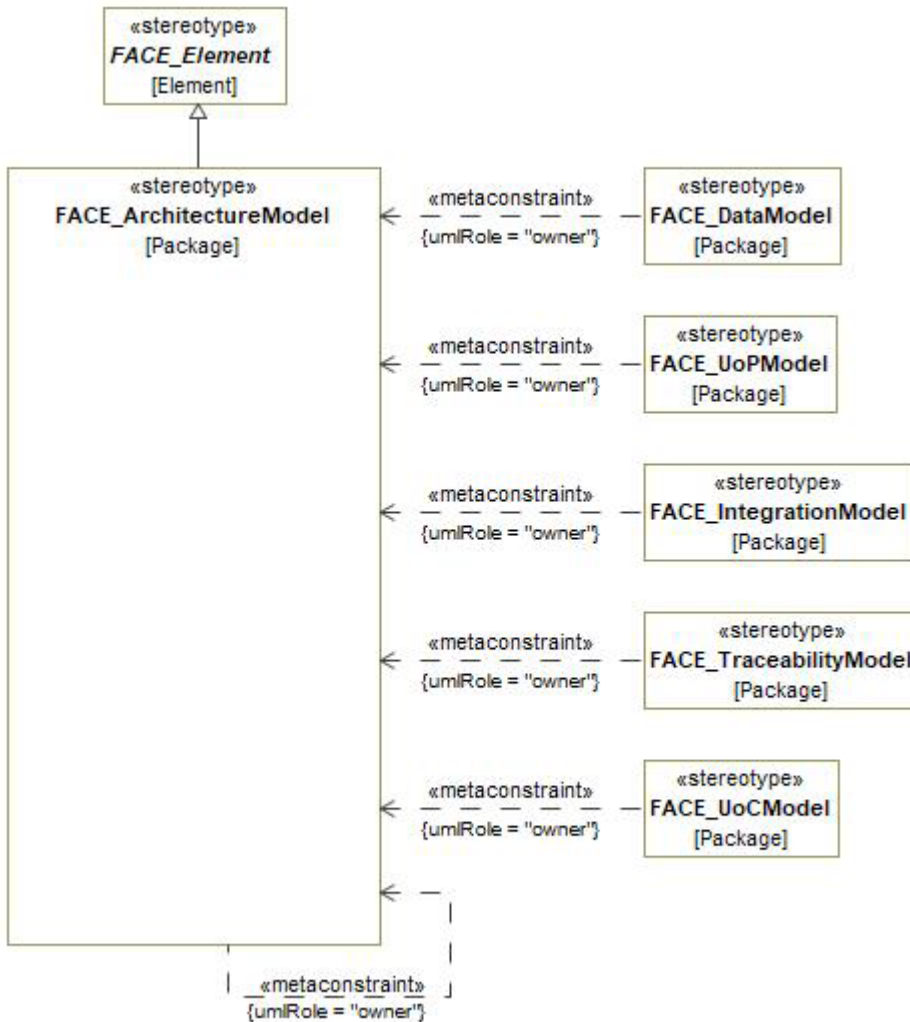 «stereotype»
FACE_Element
[Element]
«stereotype»
FACE_ArchitectureModel
[Package]
«metaconstraint»
{umlRole = "owner"}
«stereotype»
FACE_DataModel
[Package]
«metaconstraint»
{umlRole = "owner"}
«stereotype»
FACE_UoPModel
[Package]
«metaconstraint»
{umlRole = "owner"}
«stereotype»
FACE_IntegrationModel
[Package]
«metaconstraint»
{umlRole = "owner"}
«stereotype»
FACE_TraceabilityModel
[Package]
«metaconstraint»
{umlRole = "owner"}
«stereotype»
FACE_UoCModel
[Package]
«metaconstraint»
{umlRole = "owner"}